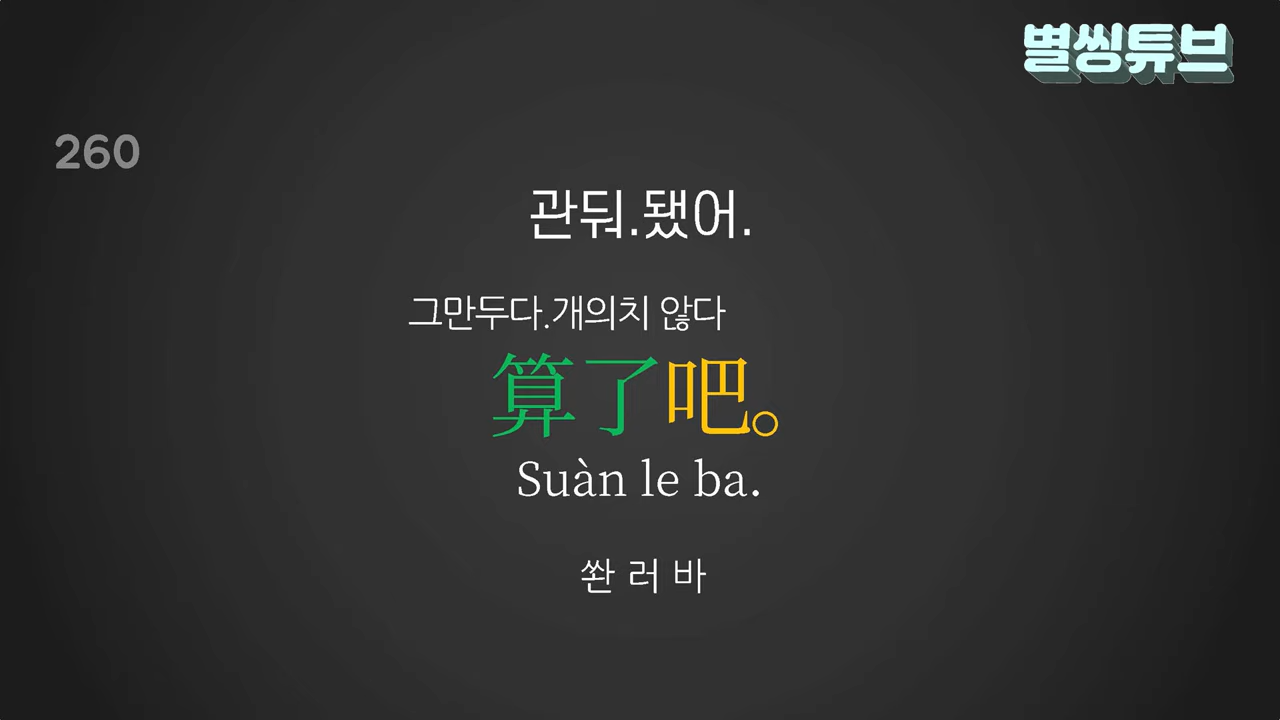 별씽튜브
260
관둬.됐어.
그만두다.개의치 않다
算了吧。
Suàn le ba.
쏸 러 바